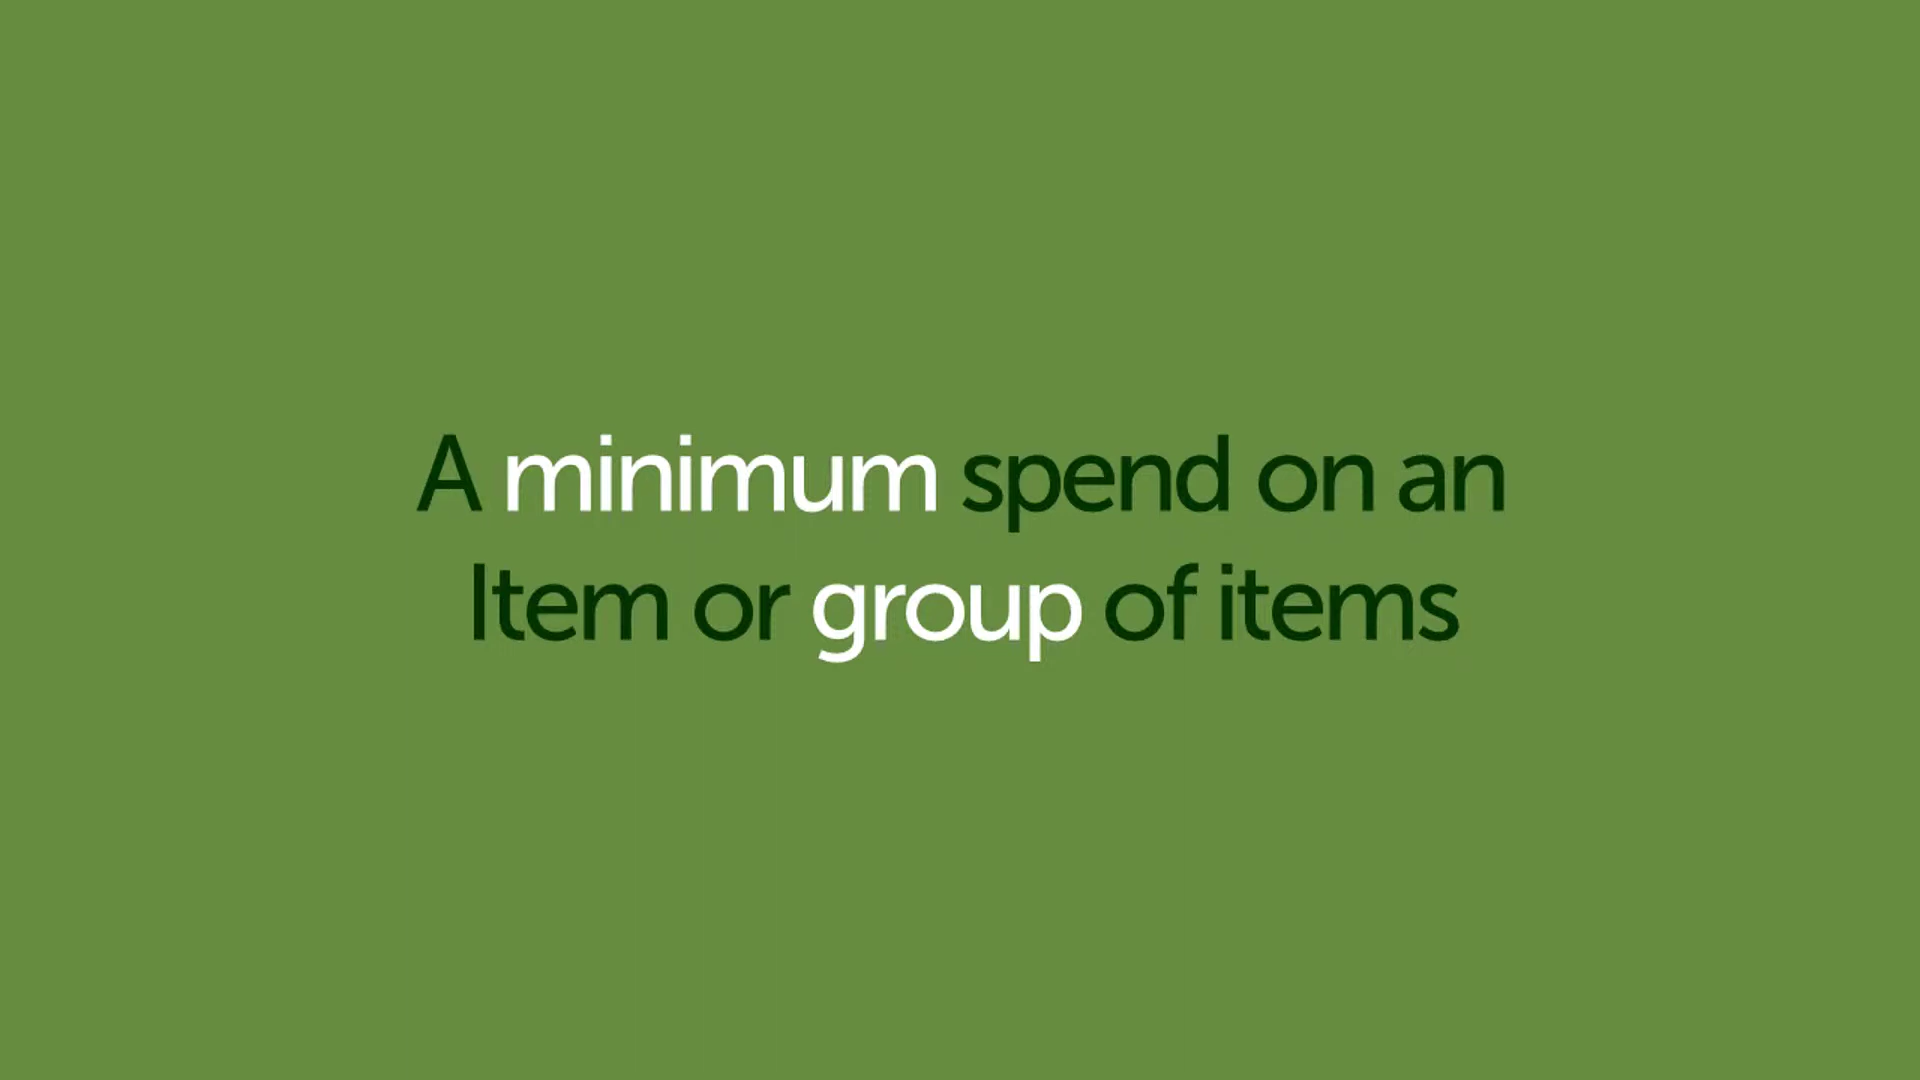 A minimum spend on an
Item or group of items